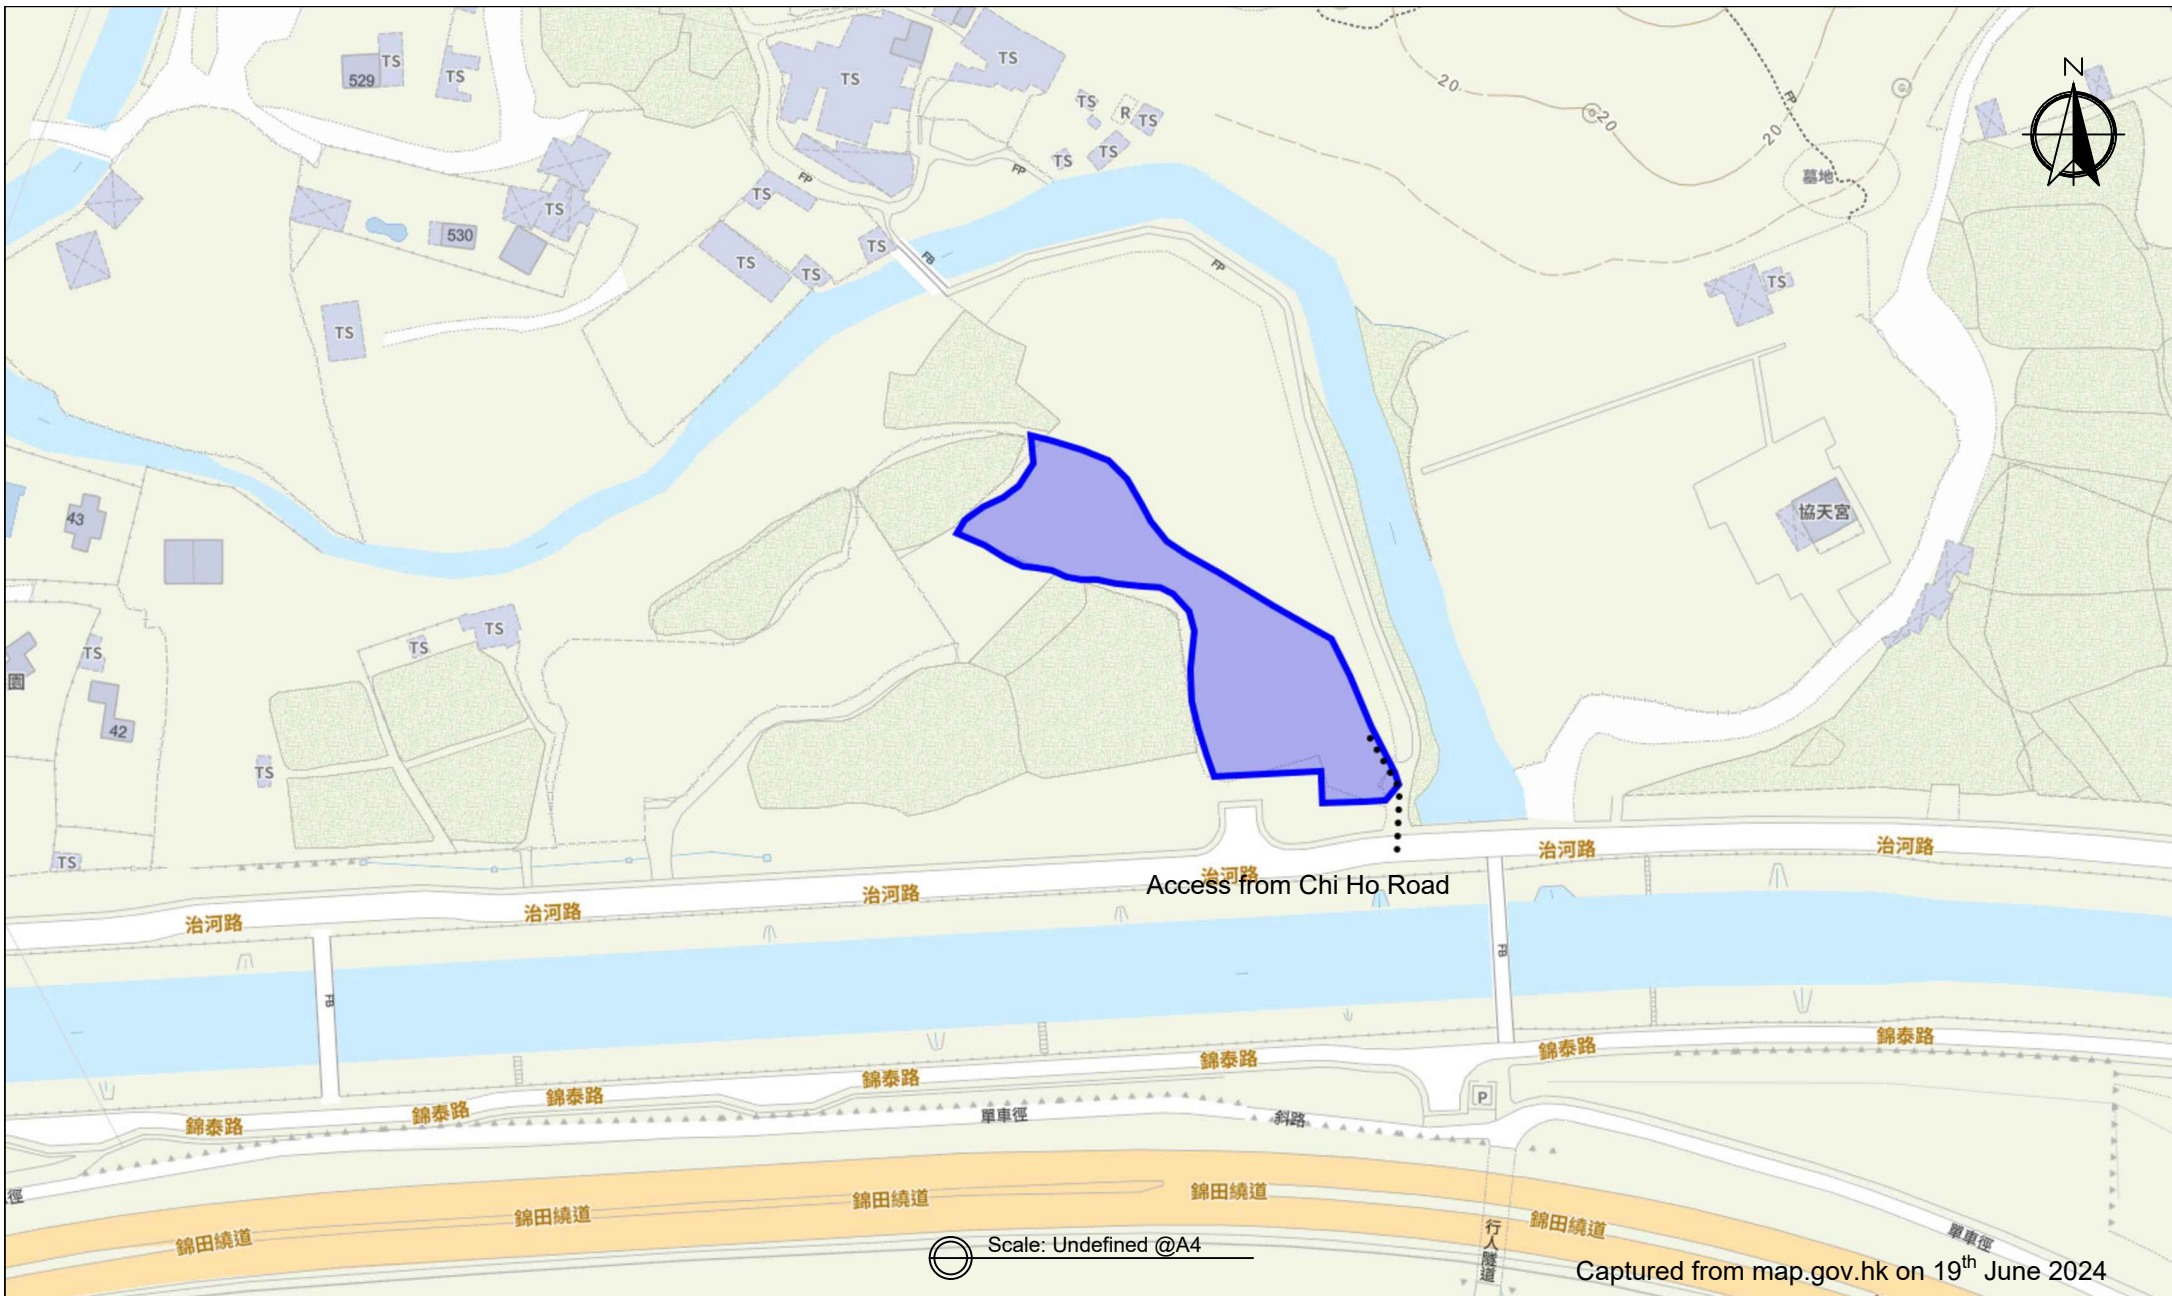 N
TS
529
TS
TS
TS
20
20
20
FP
TS
R
TS
TS
TS
墓地
FP
FP
TS
TS
530
TS
TS
TS
FB
FP
TS
TS
43
協天宮
TS
TS
TS
園
42
TS
TS
治河路
治河路
治河路
治河路
Access from Chi Ho Road
治河路
治河路
FB
FB
錦泰路
錦泰路
錦泰路
錦泰路
錦泰路
錦泰路
錦泰路
P
單車徑
斜路
徑
錦田繞道
錦田繞道
錦田繞道
錦田繞道
錦田繞道
行人隧道
單車徑
Scale: Undefined @A4
Captured from map.gov.hk on 19th June 2024